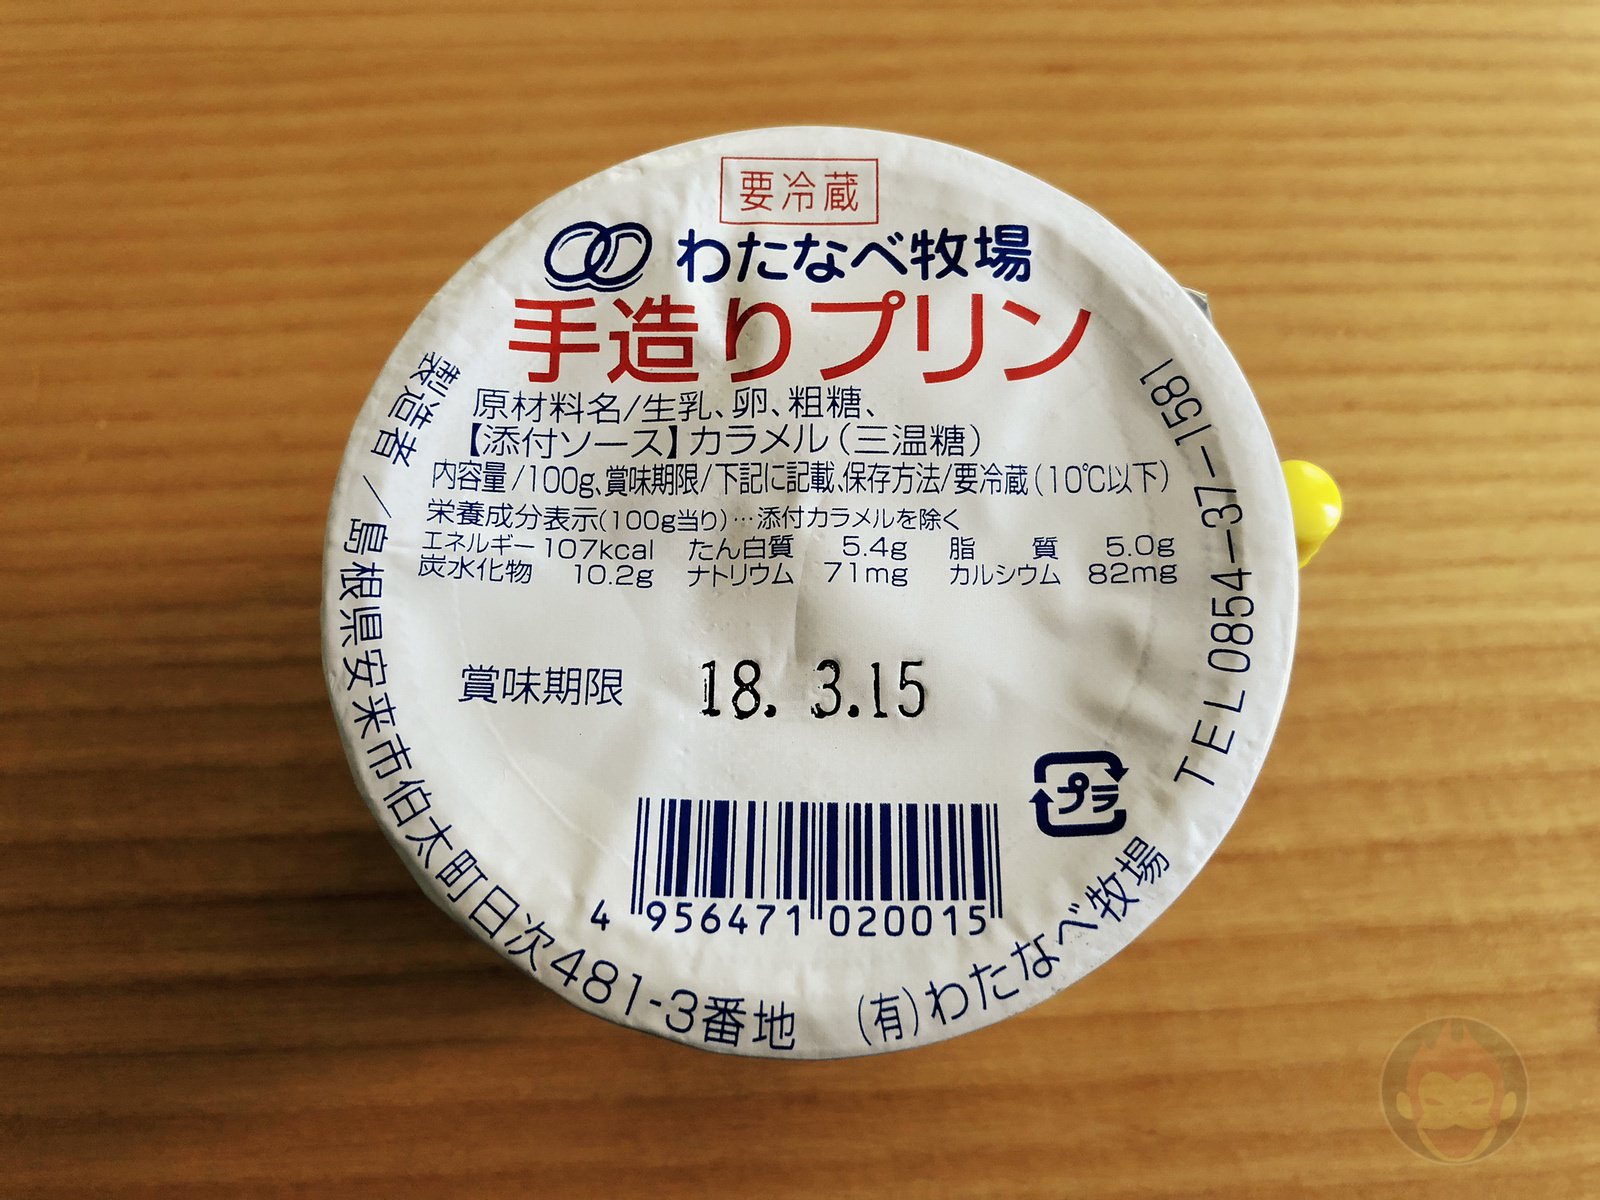 要冷蔵
わたなべ牧場
手造りプリン
原材料名/生乳、卵、粗糖、
【添付ソース】カラメル(三温糖)
内容量/100g、賞味期限/下記に記載、保存方法/要冷蔵(10℃以下)
栄養成分表示(100g当り)…添付カラメルを除く
エネルギー 107kcal たん白質 5.4g 脂質 5.0g
炭水化物 10.2g ナトリウム 71mg カルシウム 82mg
賞味期限 18. 3.15
プラ
4 956471 020015
製造者/島根県安来市伯太町日次481-3番地
(有)わたなべ牧場
TEL0854-37-1581